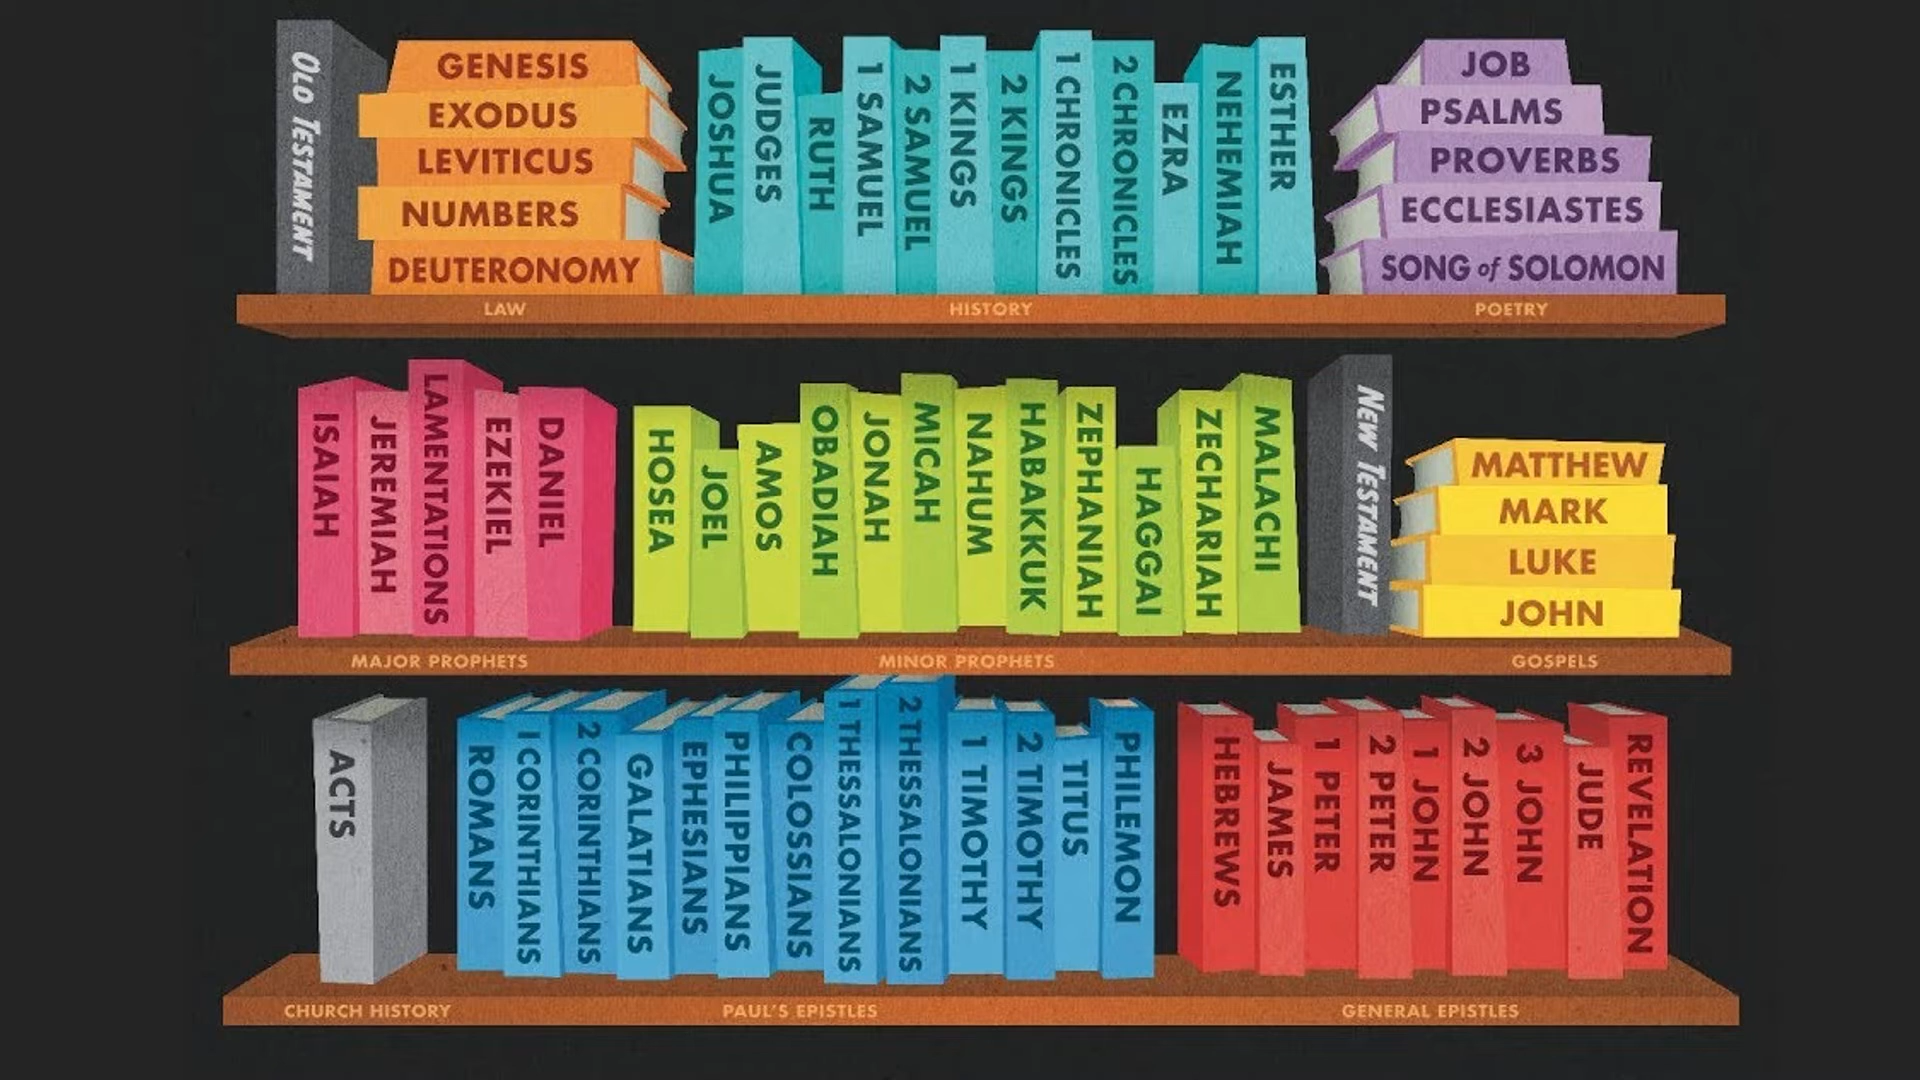 Old Testament
GENESIS
EXODUS
LEVITICUS
NUMBERS
DEUTERONOMY
JOSHUA
JUDGES
RUTH
1 SAMUEL
2 SAMUEL
1 KINGS
2 KINGS
1 CHRONICLES
2 CHRONICLES
EZRA
NEHEMIAH
ESTHER
JOB
PSALMS
PROVERBS
ECCLESIASTES
SONG of SOLOMON
LAW
HISTORY
POETRY
ISAIAH
JEREMIAH
LAMENTATIONS
EZEKIEL
DANIEL
HOSEA
JOEL
AMOS
OBADIAH
JONAH
MICAH
NAHUM
HABAKKUK
ZEPHANIAH
HAGGAI
ZECHARIAH
MALACHI
New Testament
MATTHEW
MARK
LUKE
JOHN
MAJOR PROPHETS
MINOR PROPHETS
GOSPELS
ACTS
ROMANS
1 CORINTHIANS
2 CORINTHIANS
GALATIANS
EPHESIANS
PHILIPPIANS
COLOSSIANS
1 THESSALONIANS
2 THESSALONIANS
1 TIMOTHY
2 TIMOTHY
TITUS
PHILEMON
HEBREWS
JAMES
1 PETER
2 PETER
1 JOHN
2 JOHN
3 JOHN
JUDE
REVELATION
CHURCH HISTORY
PAUL'S EPISTLES
GENERAL EPISTLES